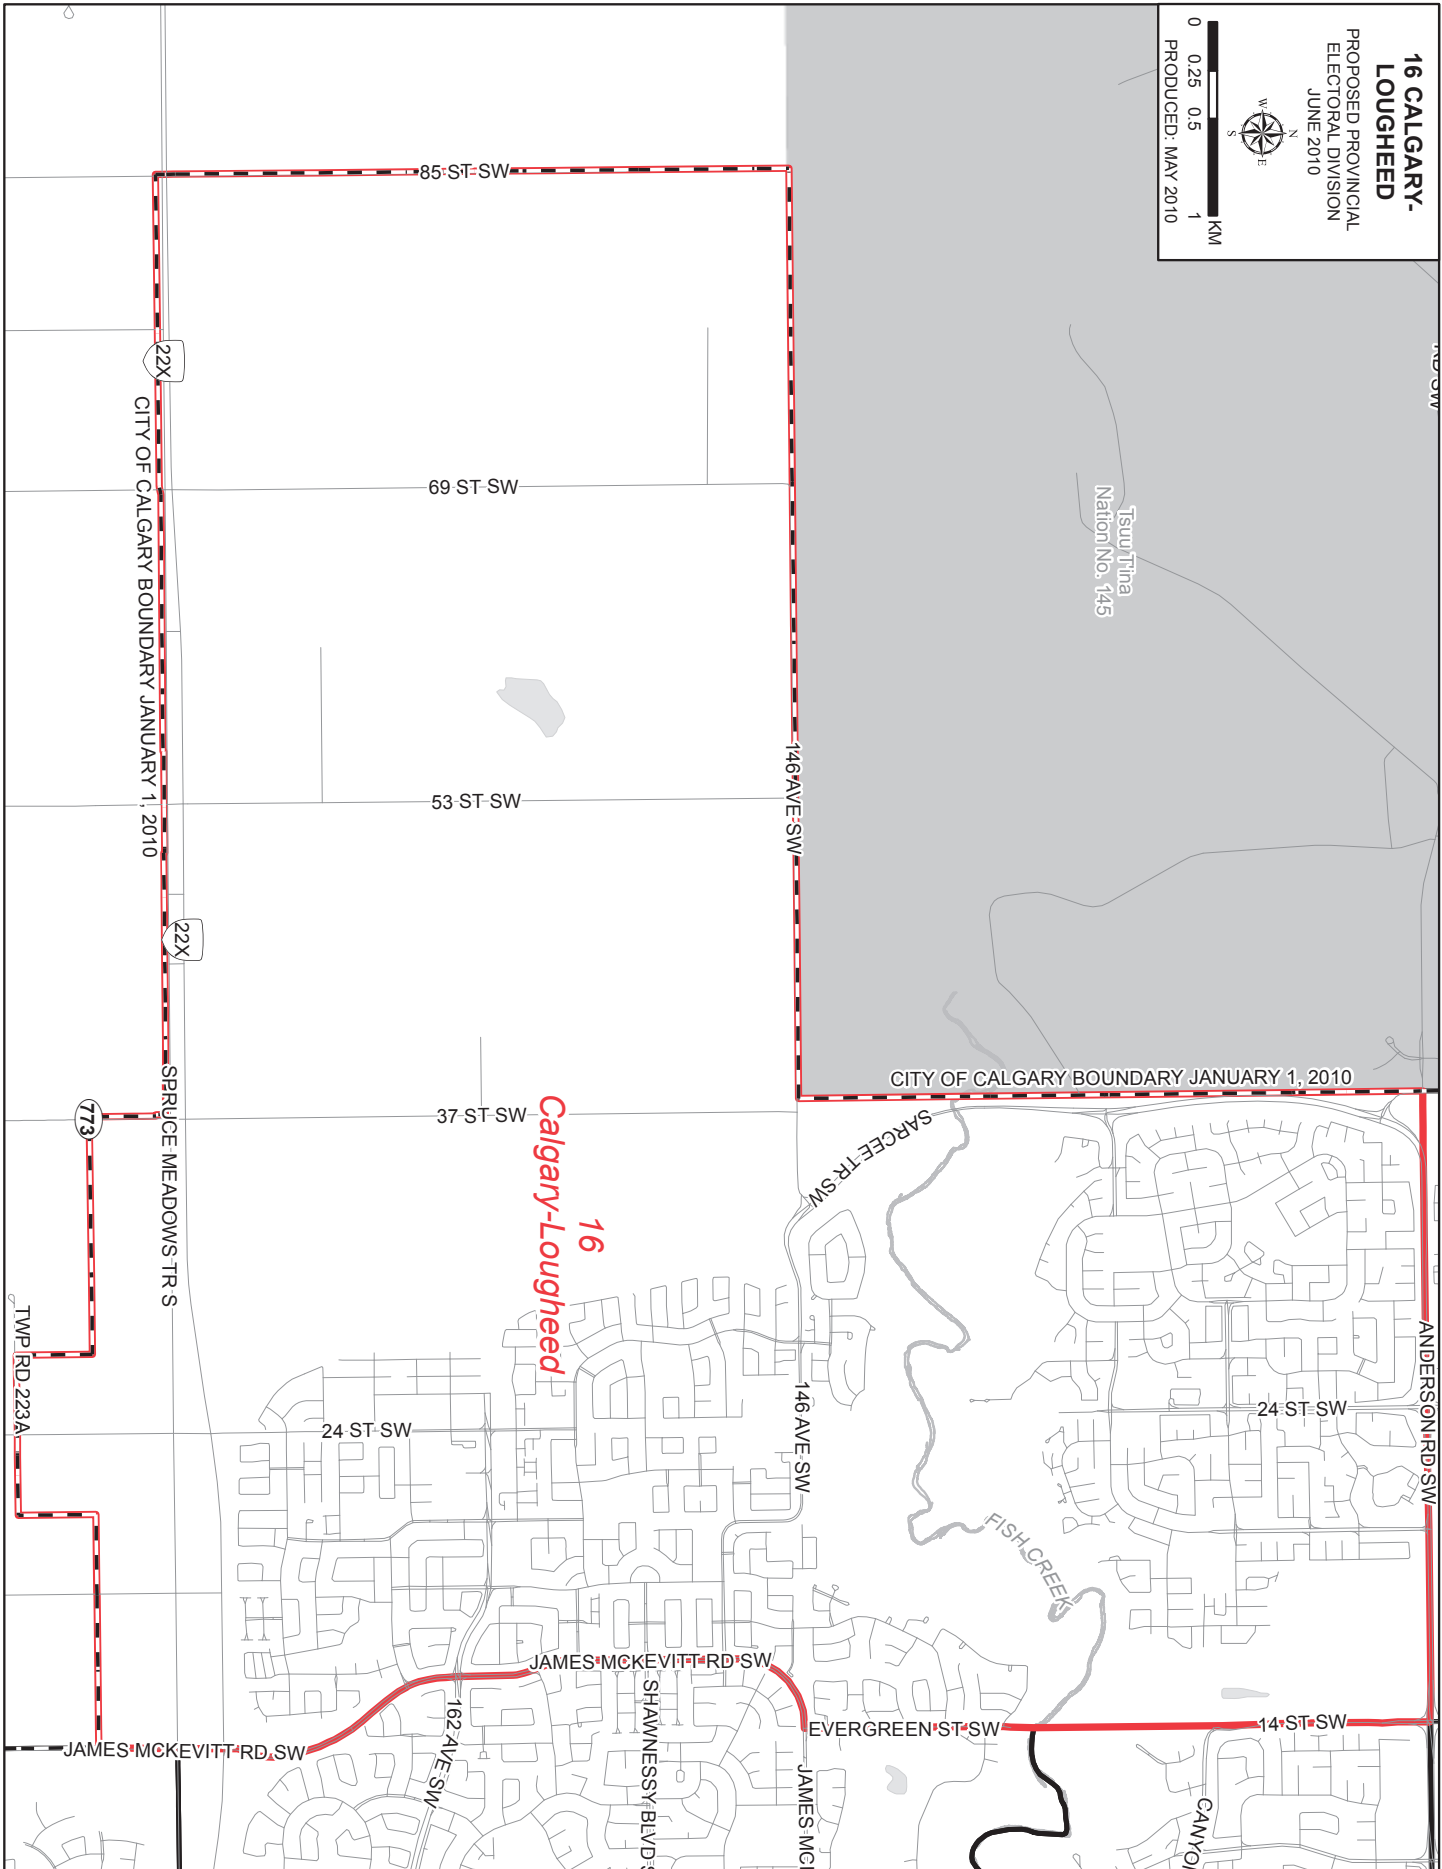 16 CALGARY-
LOUGHEED
PROPOSED PROVINCIAL
ELECTORAL DIVISION
JUNE 2010
N
W
E
S
KM
0 0.25 0.5 1
PRODUCED: MAY 2010
RD SW
Tsuu T'ina
Nation No. 145
CITY OF CALGARY BOUNDARY JANUARY 1, 2010
ANDERSON RD SW
24 ST SW
SARCEE TR SW
FISH CREEK
14 ST SW
CANYON
85 ST SW
69 ST SW
53 ST SW
37 ST SW
146 AVE SW
146 AVE SW
16
Calgary-Lougheed
24 ST SW
EVERGREEN ST SW
JAMES MCKEVITT RD SW
JAMES MCK
SHAWNESSY BLVD S
162 AVE SW
JAMES MCKEVITT RD SW
22X
22X
CITY OF CALGARY BOUNDARY JANUARY 1, 2010
SPRUCE MEADOWS TR S
773
TWP RD 223A